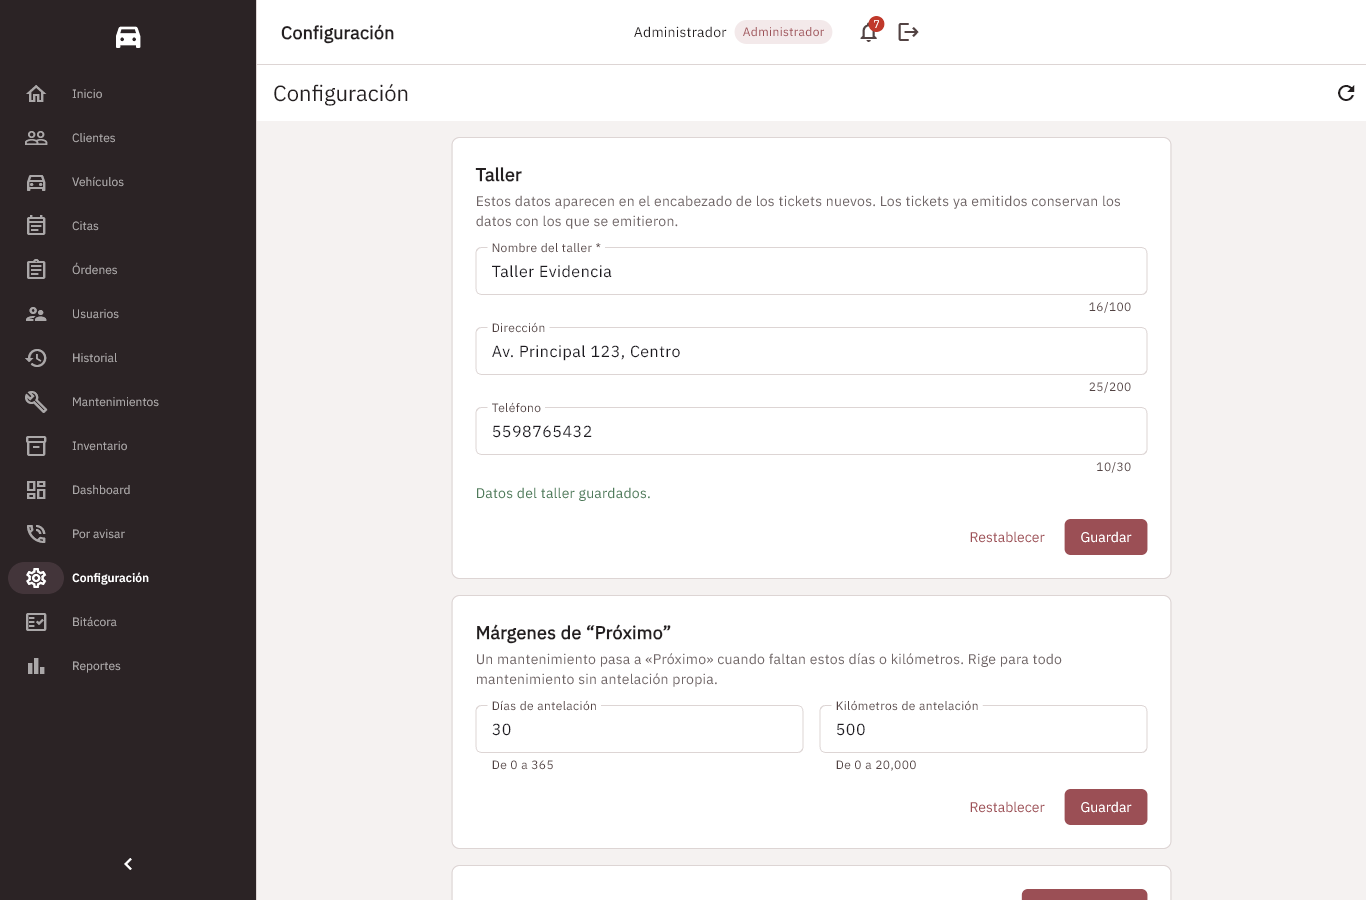 Configuración
Administrador
Administrador
7
Inicio
Clientes
Vehículos
Citas
Órdenes
Usuarios
Historial
Mantenimientos
Inventario
Dashboard
Por avisar
Configuración
Bitácora
Reportes
Configuración
Taller
Estos datos aparecen en el encabezado de los tickets nuevos. Los tickets ya emitidos conservan los
datos con los que se emitieron.
Nombre del taller *
Taller Evidencia
16/100
Dirección
Av. Principal 123, Centro
25/200
Teléfono
5598765432
10/30
Datos del taller guardados.
Restablecer
Guardar
Márgenes de “Próximo”
Un mantenimiento pasa a «Próximo» cuando faltan estos días o kilómetros. Rige para todo
mantenimiento sin antelación propia.
Días de antelación
30
De 0 a 365
Kilómetros de antelación
500
De 0 a 20,000
Restablecer
Guardar